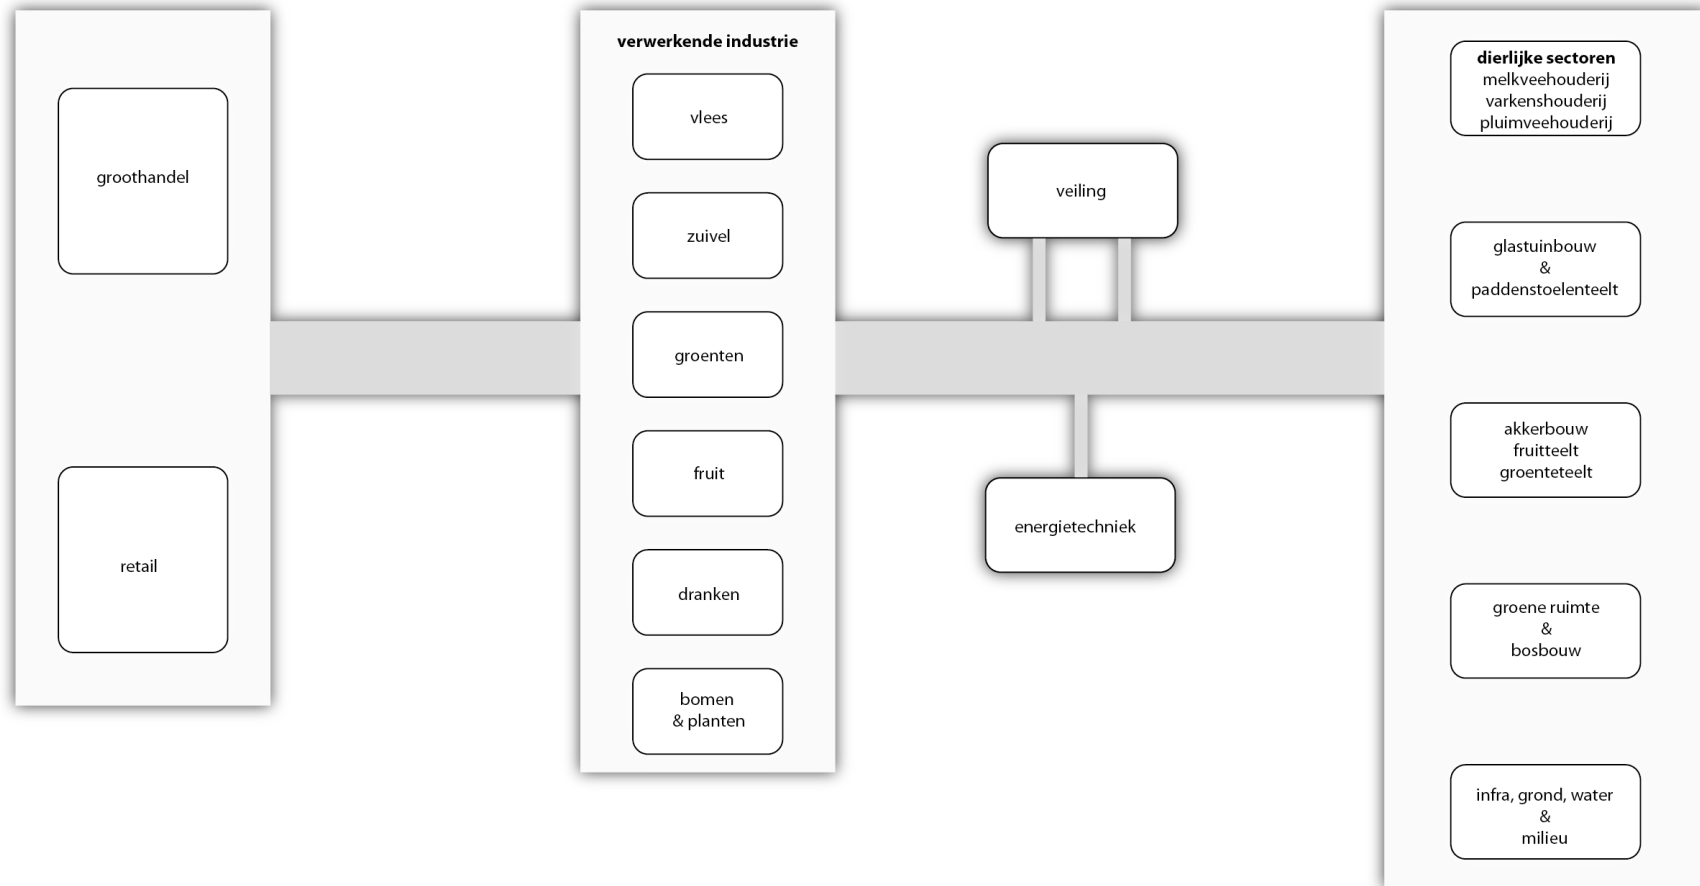 groothandel
retail
verwerkende industrie
vlees
zuivel
groenten
fruit
dranken
bomen
& planten
veiling
energietechniek
dierlijke sectoren
melkveehouderij
varkenshouderij
pluimveehouderij
glastuinbouw
&
paddenstoelenteelt
akkerbouw
fruitteelt
groenteteelt
groene ruimte
&
bosbouw
infra, grond, water
&
milieu